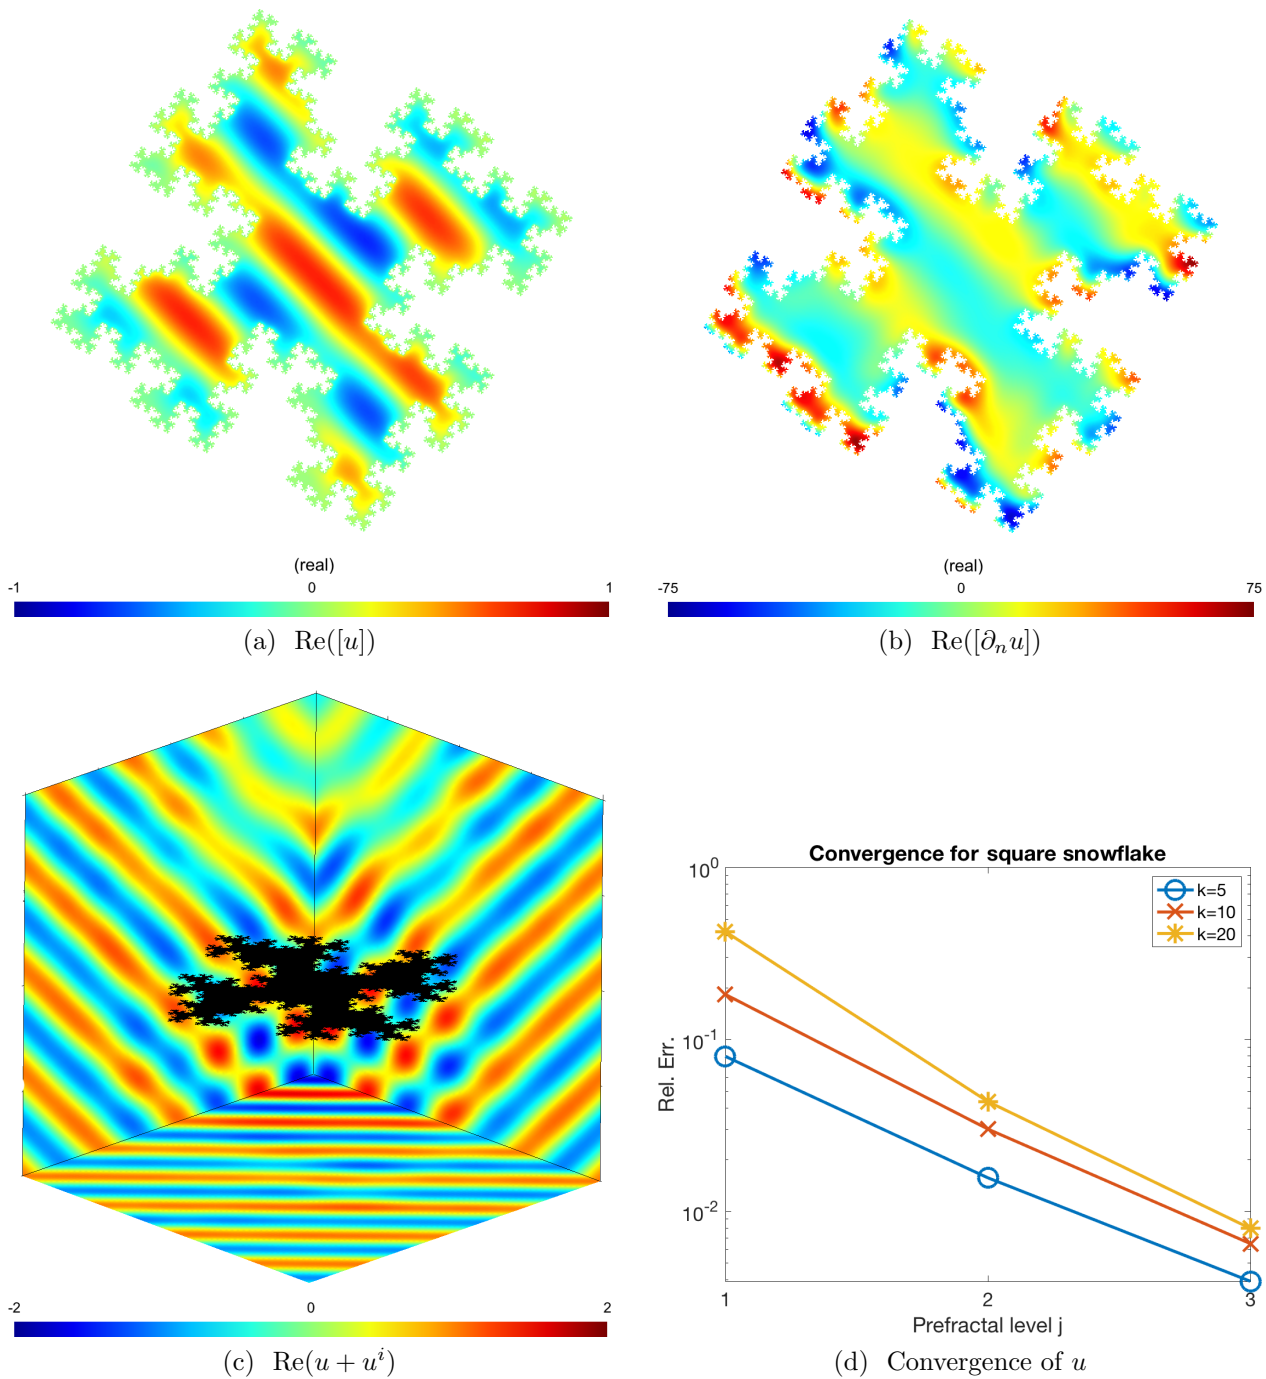 (real)
-1 0 1
(a) Re([u])
(real)
-75 0 75
(b) Re([∂ₙu])
-2 0 2
(c) Re(u + uⁱ)
Convergence for square snowflake
10⁰
10⁻¹
10⁻²
Rel. Err.
k=5
k=10
k=20
1 2 3
Prefractal level j
(d) Convergence of u